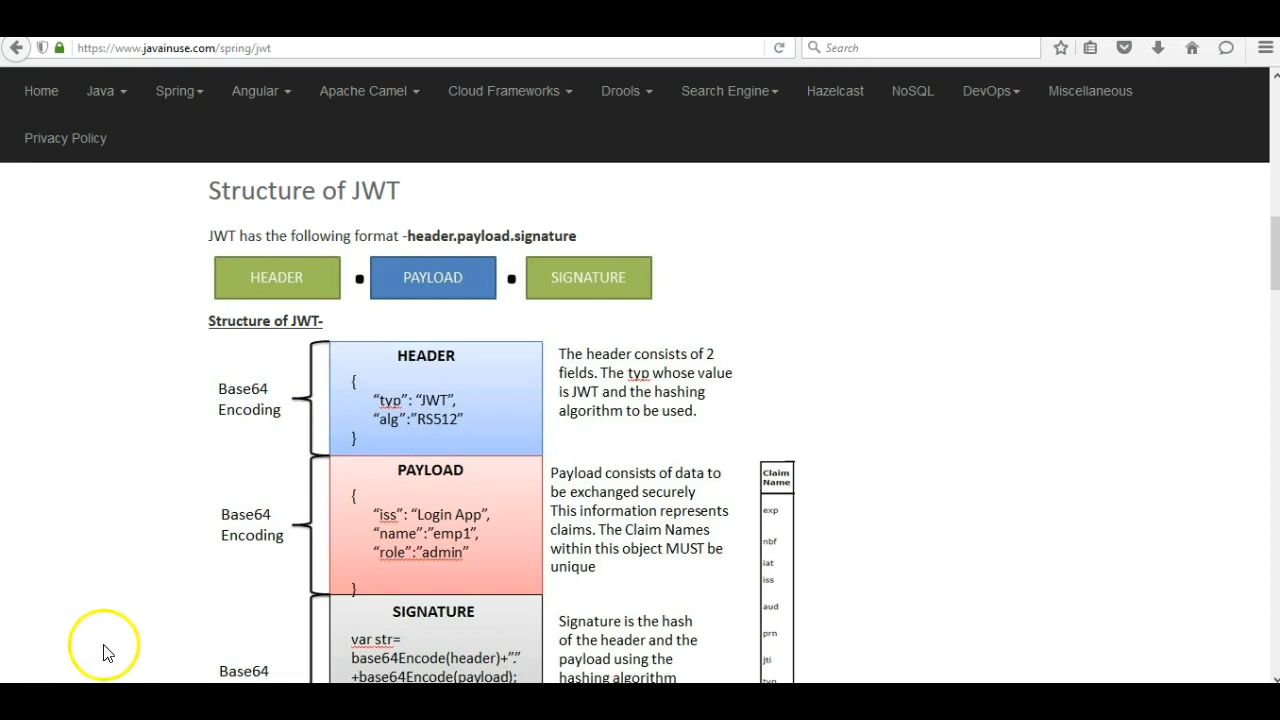 https://www.javainuse.com/spring/jwt
Search
Home Java Spring Angular Apache Camel Cloud Frameworks Drools Search Engine Hazelcast NoSQL DevOps Miscellaneous
Privacy Policy
Structure of JWT
JWT has the following format -header.payload.signature
HEADER . PAYLOAD . SIGNATURE
Structure of JWT-
Base64
Encoding
HEADER
{
“typ”: “JWT”,
“alg”:”RS512”
}
The header consists of 2
fields. The typ whose value
is JWT and the hashing
algorithm to be used.
Base64
Encoding
PAYLOAD
{
“iss”: “Login App”,
“name”:”emp1”,
“role”:”admin”
}
Payload consists of data to
be exchanged securely
This information represents
claims. The Claim Names
within this object MUST be
unique
Claim
Name
exp
nbf
iat
iss
aud
prn
jti
typ
Base64
SIGNATURE
var str=
base64Encode(header)+”.”
+base64Encode(payload);
Signature is the hash
of the header and the
payload using the
hashing algorithm